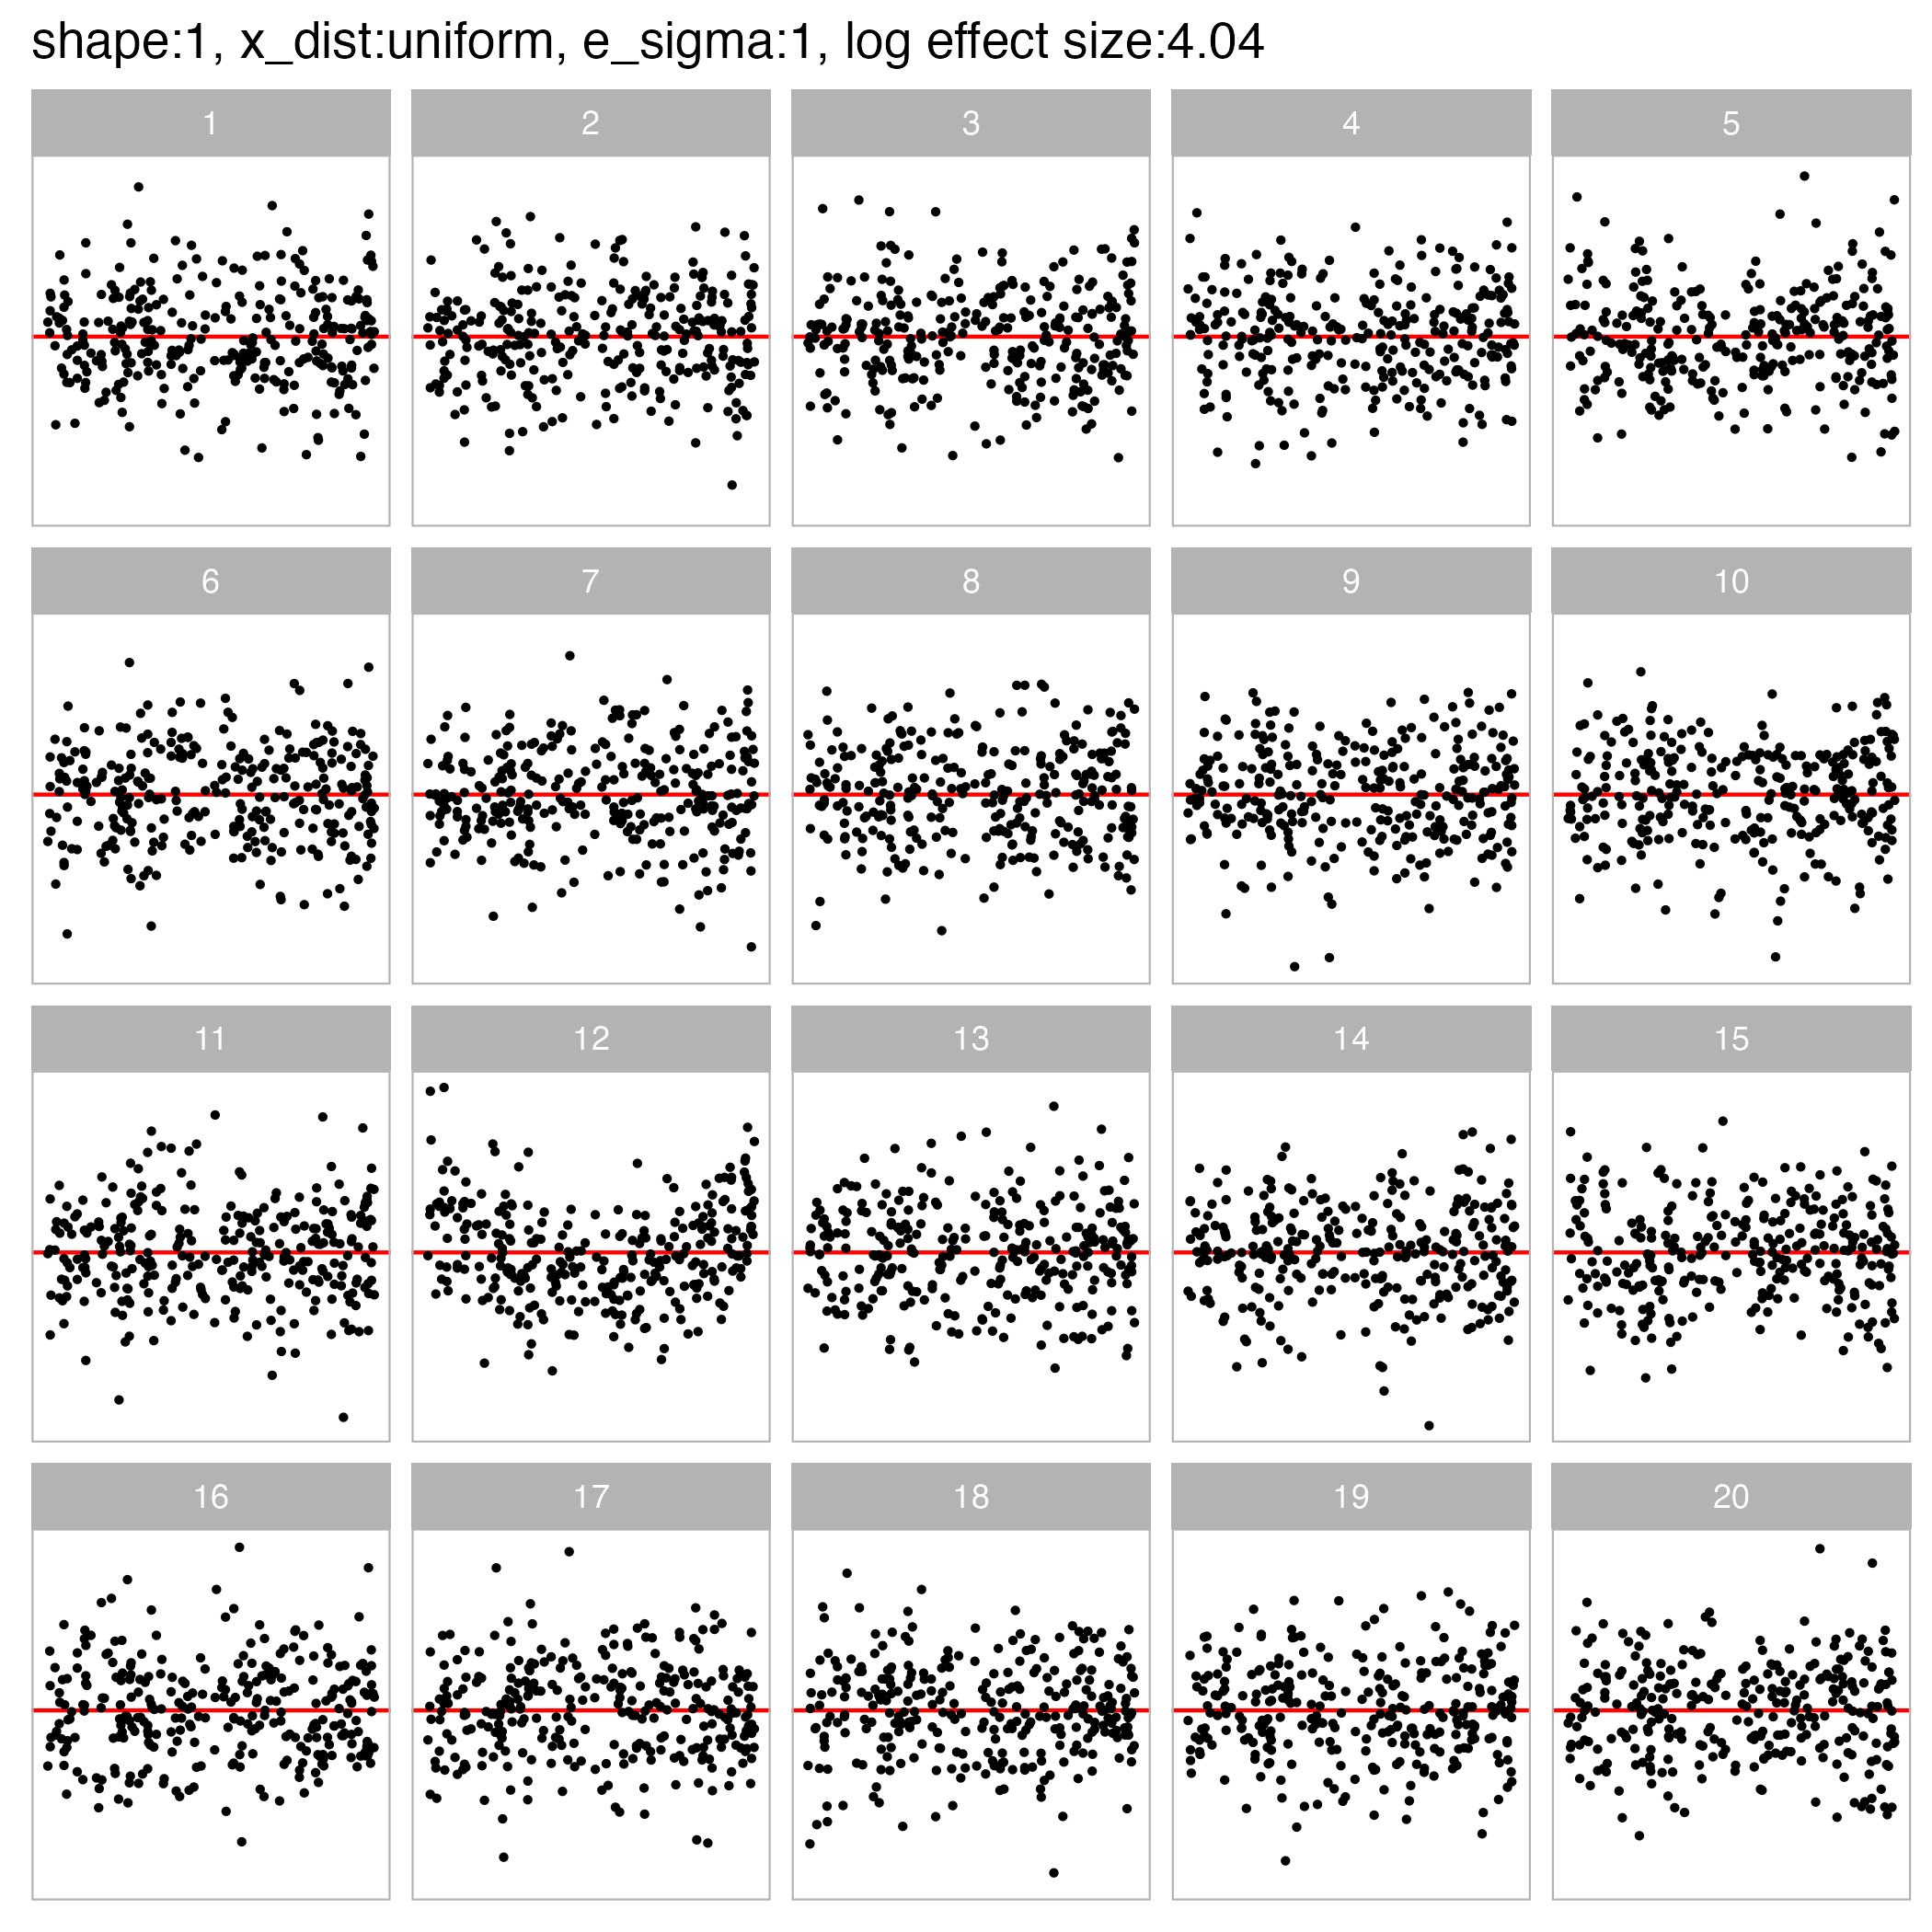 shape:1, x_dist:uniform, e_sigma:1, log effect size:4.04
1 2 3 4 5
6 7 8 9 10
11 12 13 14 15
16 17 18 19 20